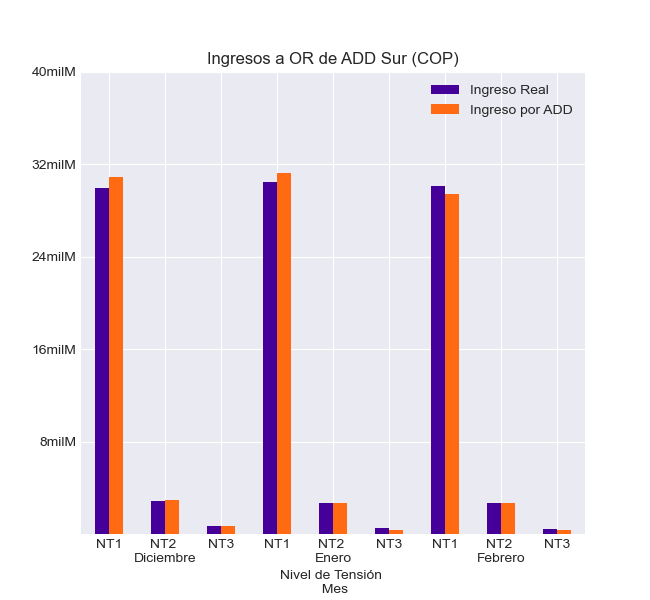 Ingresos a OR de ADD Sur (COP)
40milM
Ingreso Real
Ingreso por ADD
32milM
24milM
16milM
8milM
NT1 NT2 NT3 NT1 NT2 NT3 NT1 NT2 NT3
Diciembre Enero Febrero
Nivel de Tensión
Mes